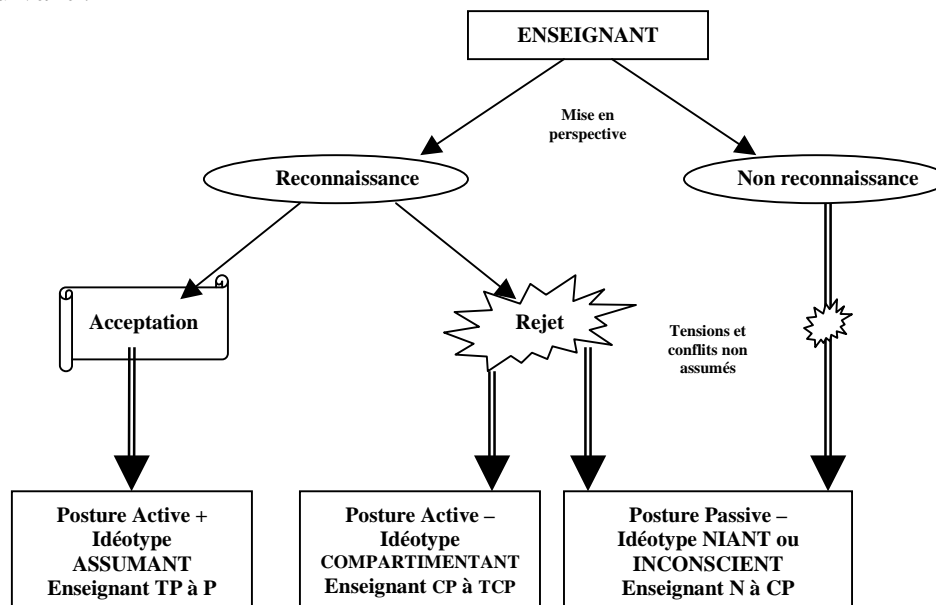 ENSEIGNANT
Mise en
perspective
Reconnaissance
Non reconnaissance
Acceptation
Rejet
Tensions et
conflits non
assumés
Posture Active +
Idéotype
ASSUMANT
Enseignant TP à P
Posture Active –
Idéotype
COMPARTIMENTANT
Enseignant CP à TCP
Posture Passive –
Idéotype NIANT ou
INCONSCIENT
Enseignant N à CP